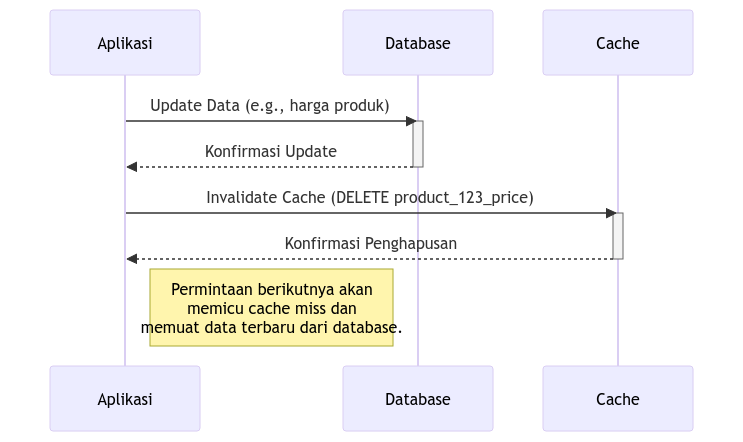 Aplikasi
Database
Cache
Update Data (e.g., harga produk)
Konfirmasi Update
Invalidate Cache (DELETE product_123_price)
Konfirmasi Penghapusan
Permintaan berikutnya akan
memicu cache miss dan
memuat data terbaru dari database.
Aplikasi
Database
Cache